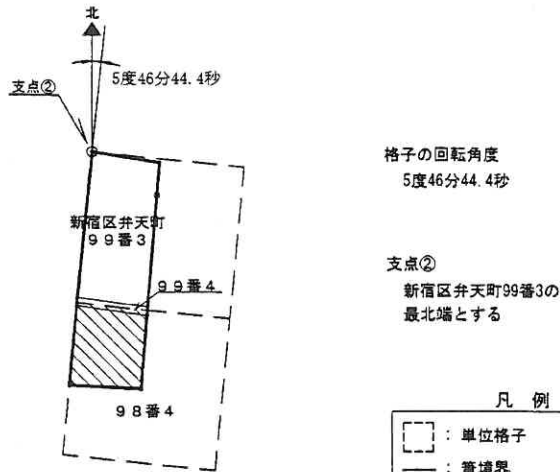 北
5度46分44.4秒
支点②
新宿区弁天町
99番3
99番4
98番4
格子の回転角度
5度46分44.4秒
支点②
新宿区弁天町99番3の
最北端とする
凡 例
: 単位格子
: 筆境界